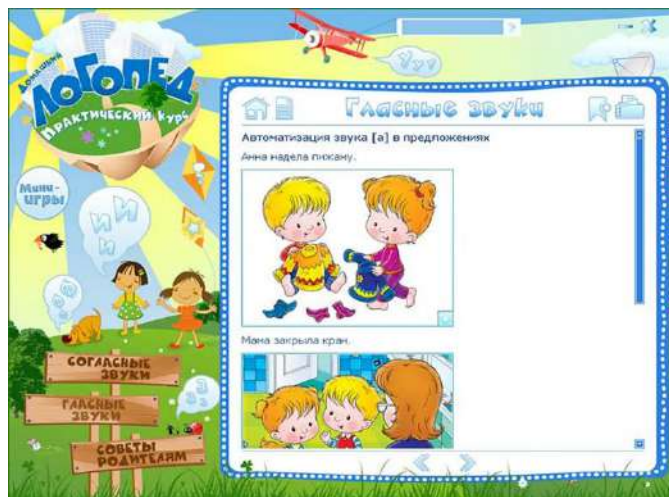 Домашний
ЛОГОПЕД
ПРАКТИЧЕСКИЙ КУРС
У у у
Гласные звуки
Автоматизация звука [а] в предложениях
Анна надела пижаму.
Мини-
игры
И И
И
Мама закрыла кран.
СОГЛАСНЫЕ
ЗВУКИ
ГЛАСНЫЕ
ЗВУКИ
СОВЕТЫ
РОДИТЕЛЯМ